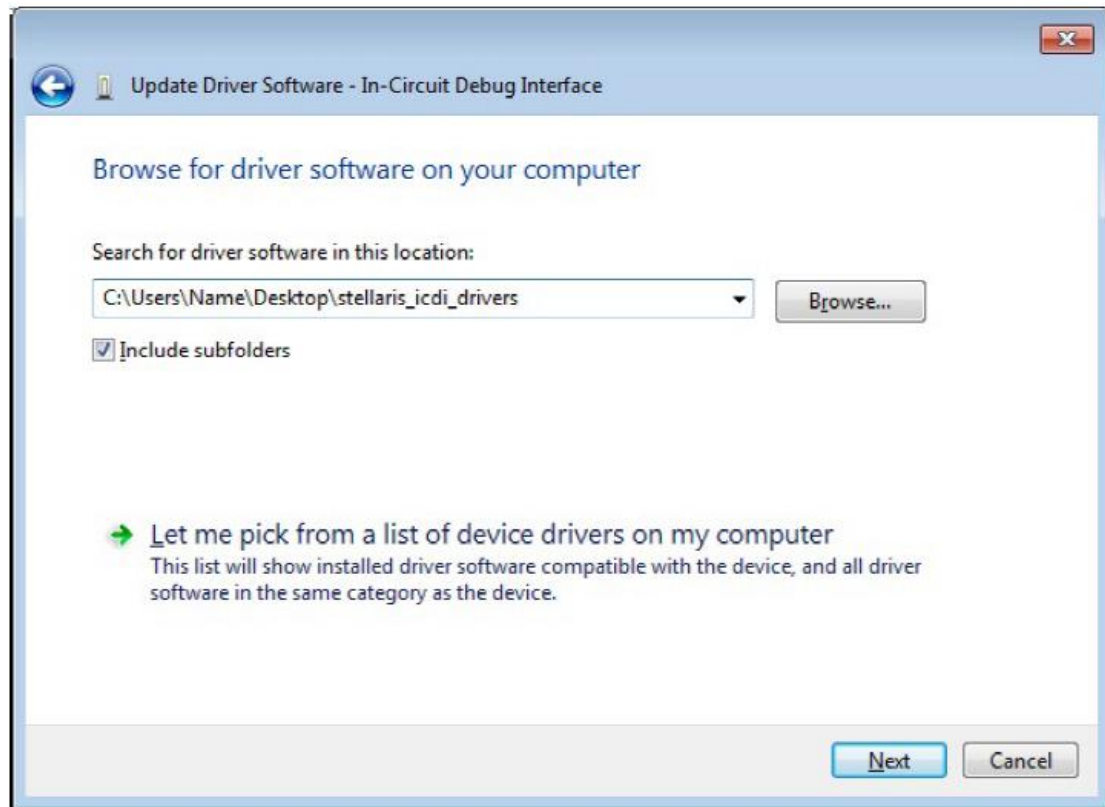 Update Driver Software - In-Circuit Debug Interface
Browse for driver software on your computer
Search for driver software in this location:
C:\Users\Name\Desktop\stellaris_icdi_drivers
Browse...
Include subfolders
Let me pick from a list of device drivers on my computer
This list will show installed driver software compatible with the device, and all driver
software in the same category as the device.
Next
Cancel